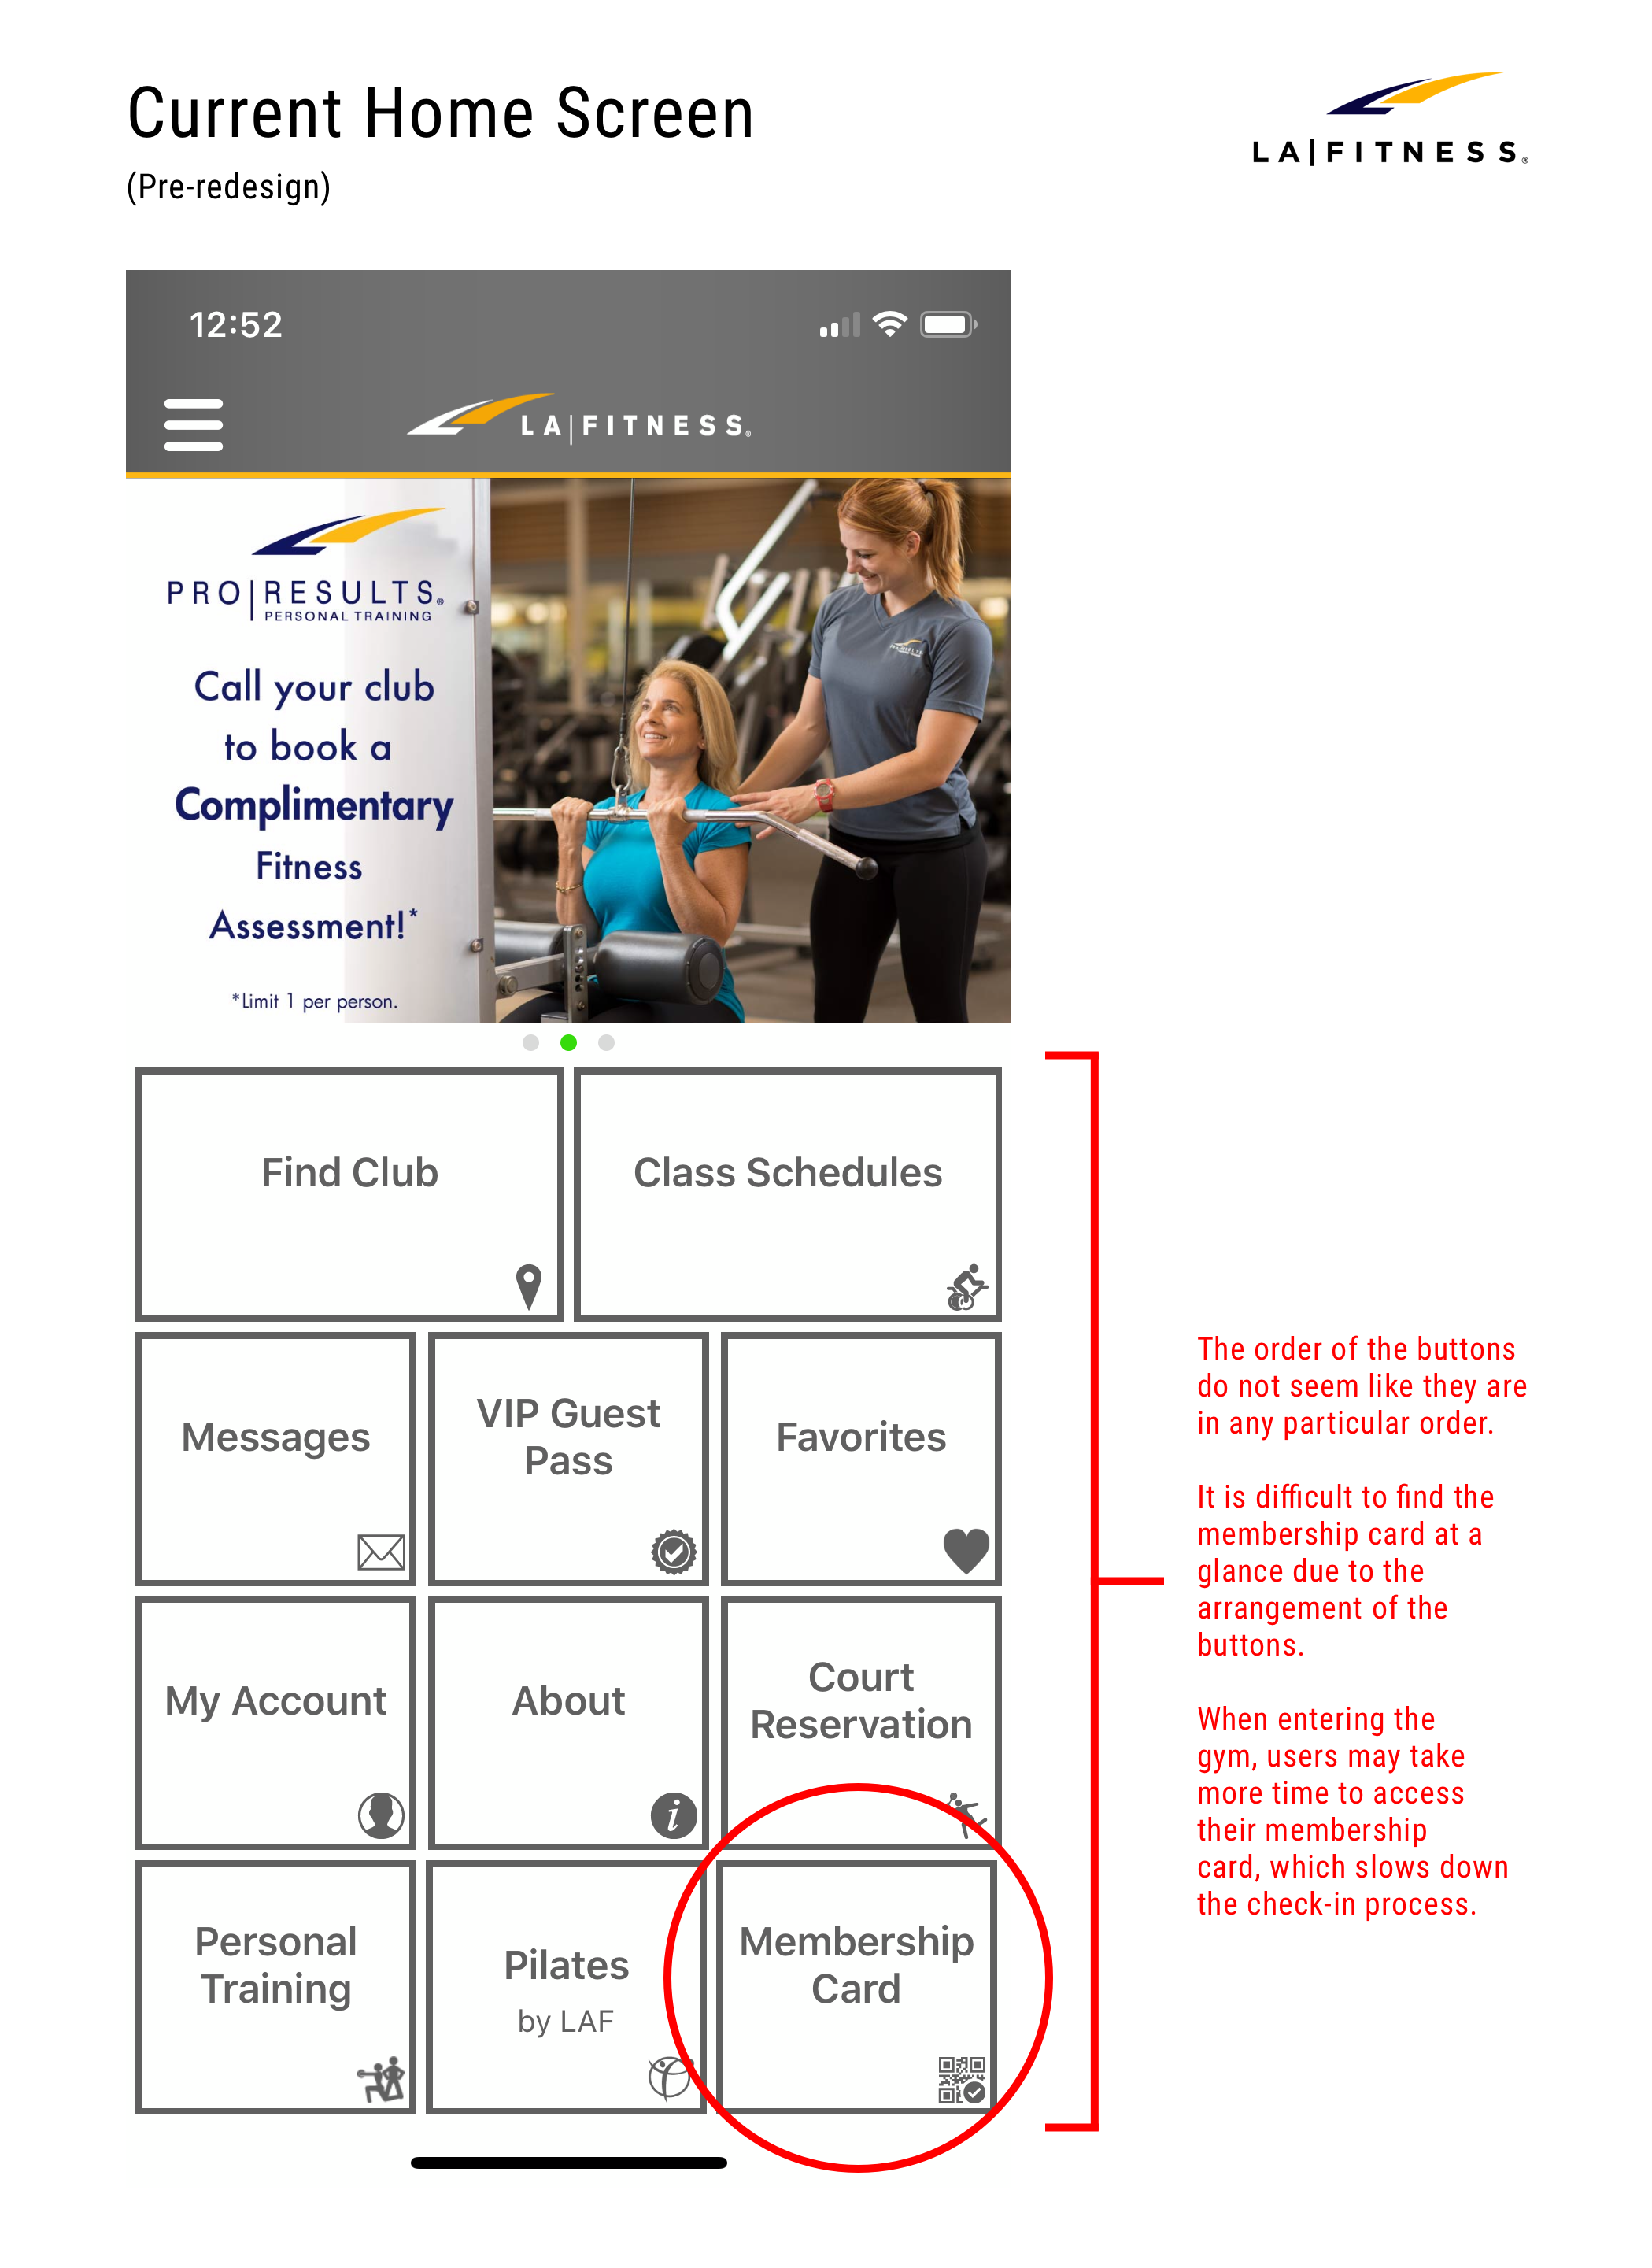 Current Home Screen
(Pre-redesign)
LA|FITNESS®
12:52
LA|FITNESS®
PRO|RESULTS®
PERSONAL TRAINING
Call your club
to book a
Complimentary
Fitness
Assessment!*
*Limit 1 per person.
Find Club
Class Schedules
Messages
VIP Guest
Pass
Favorites
My Account
About
Court
Reservation
Personal
Training
Pilates
by LAF
Membership
Card
The order of the buttons
do not seem like they are
in any particular order.
It is difficult to find the
membership card at a
glance due to the
arrangement of the
buttons.
When entering the
gym, users may take
more time to access
their membership
card, which slows down
the check-in process.